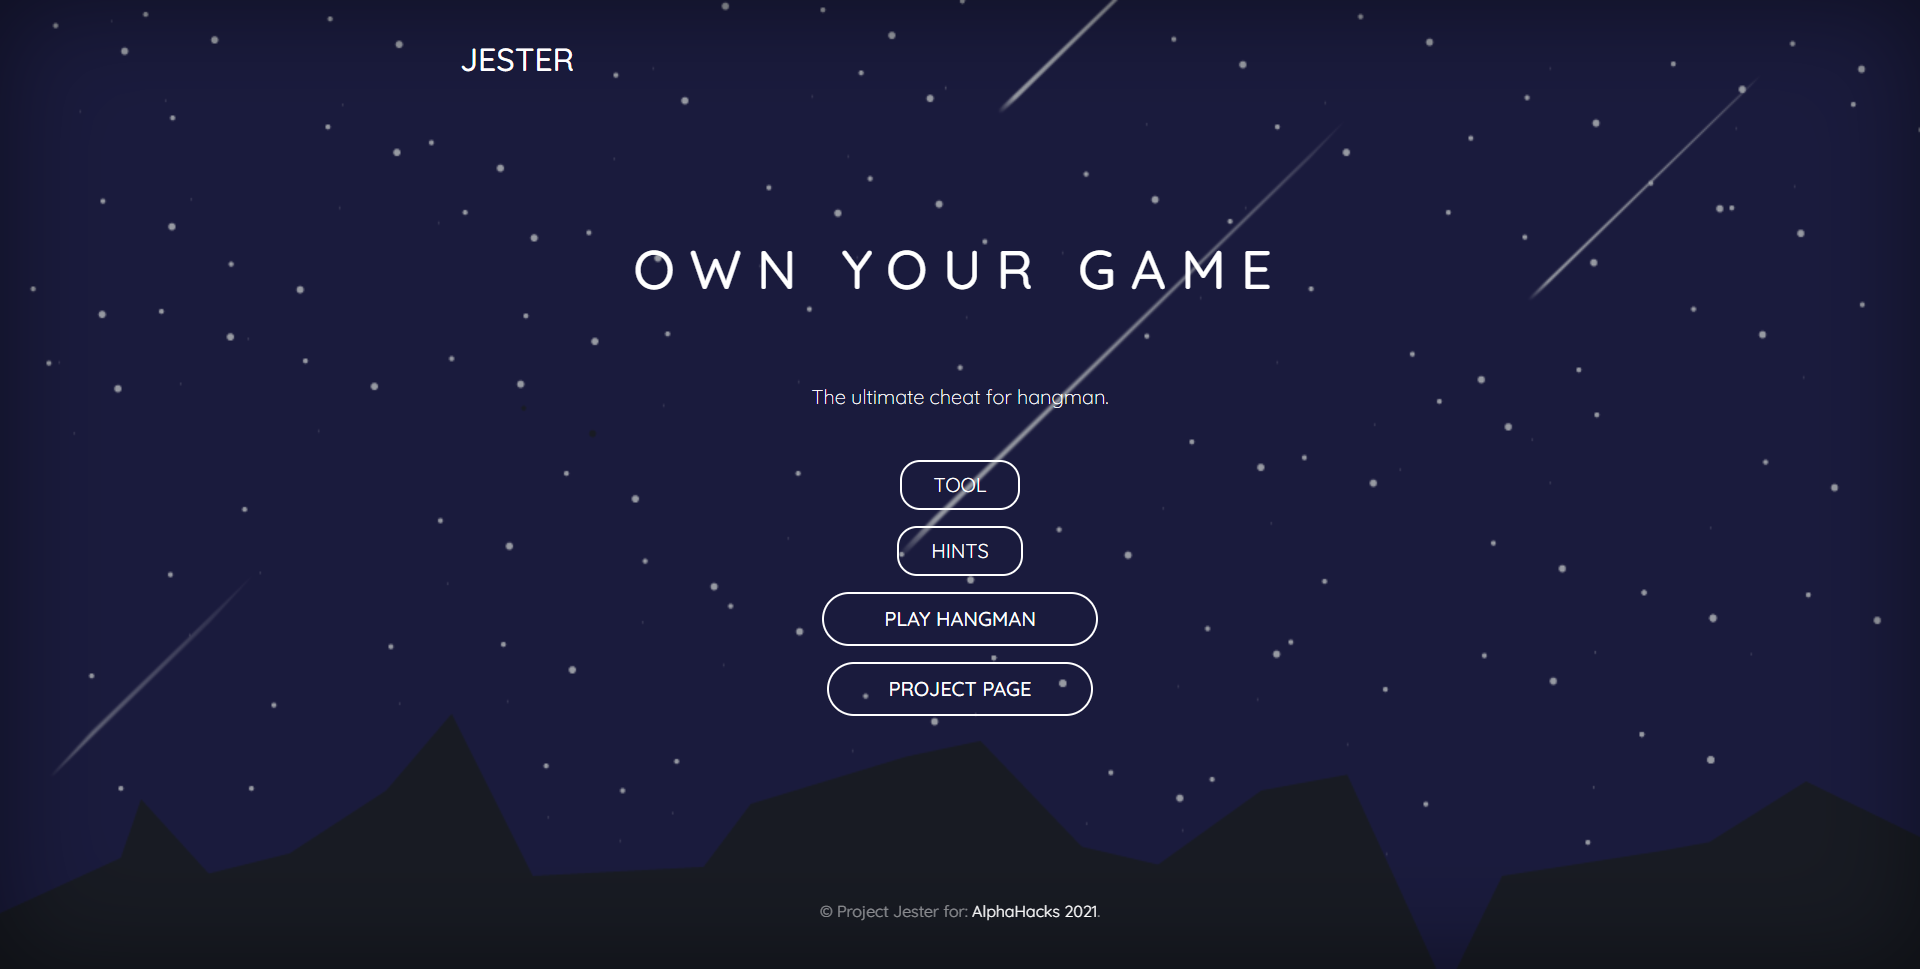 JESTER
OWN YOUR GAME
The ultimate cheat for hangman.
TOOL
HINTS
PLAY HANGMAN
PROJECT PAGE
© Project Jester for: AlphaHacks 2021.